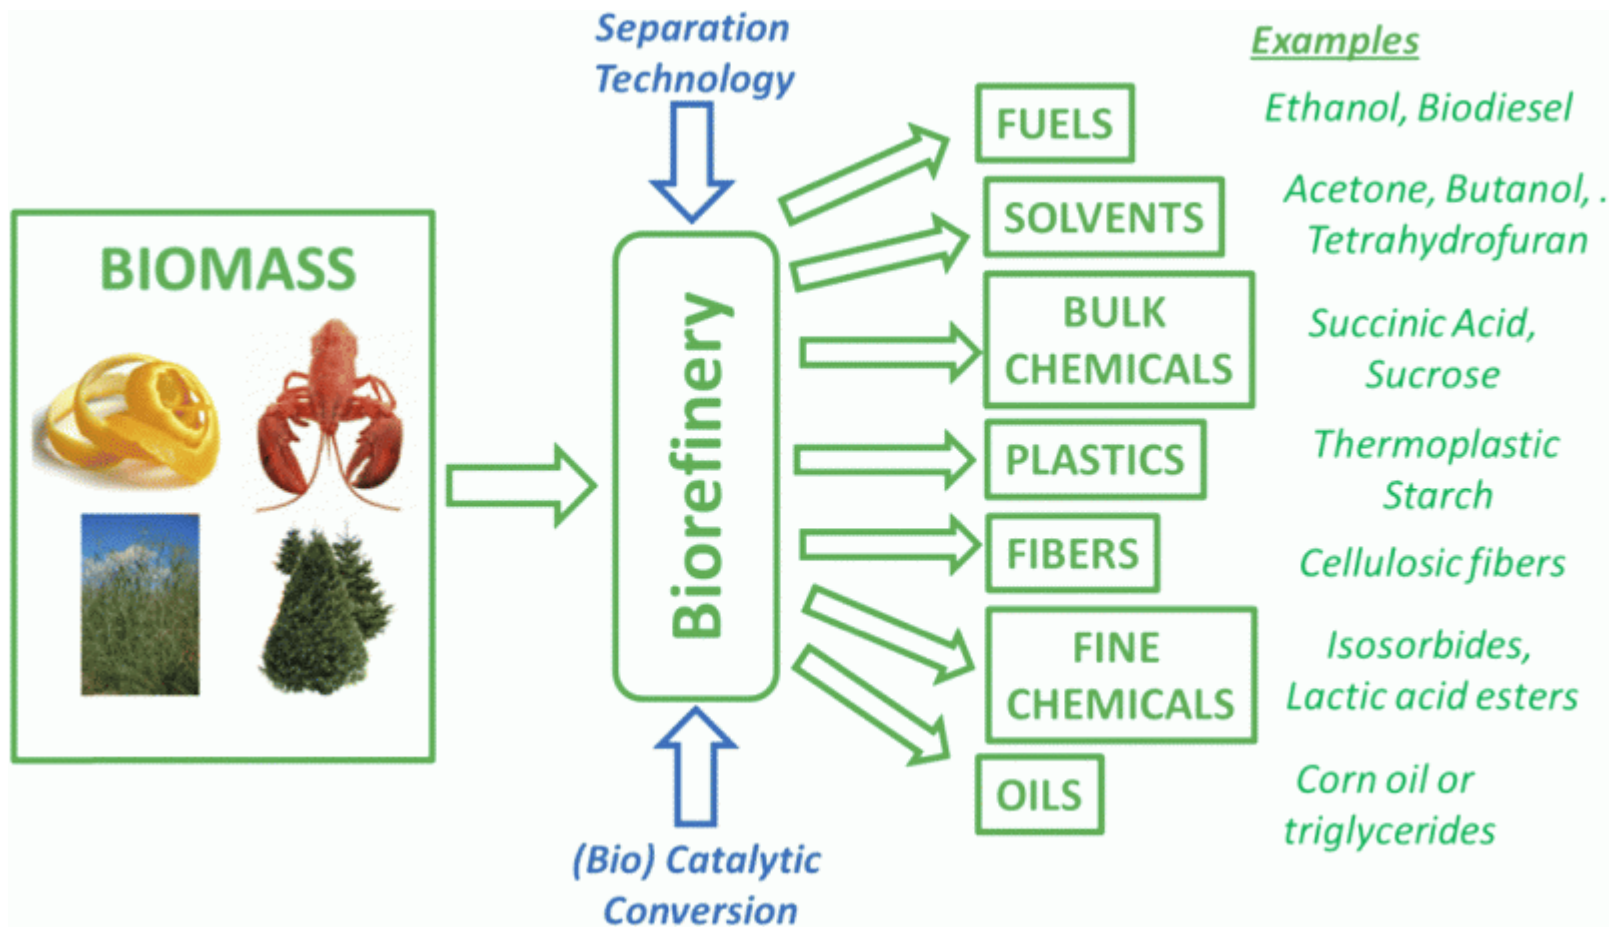 Separation
Technology
Examples
BIOMASS
Biorefinery
(Bio) Catalytic
Conversion
FUELS
Ethanol, Biodiesel
SOLVENTS
Acetone, Butanol, .
Tetrahydrofuran
BULK
CHEMICALS
Succinic Acid,
Sucrose
PLASTICS
Thermoplastic
Starch
FIBERS
Cellulosic fibers
FINE
CHEMICALS
Isosorbides,
Lactic acid esters
OILS
Corn oil or
triglycerides